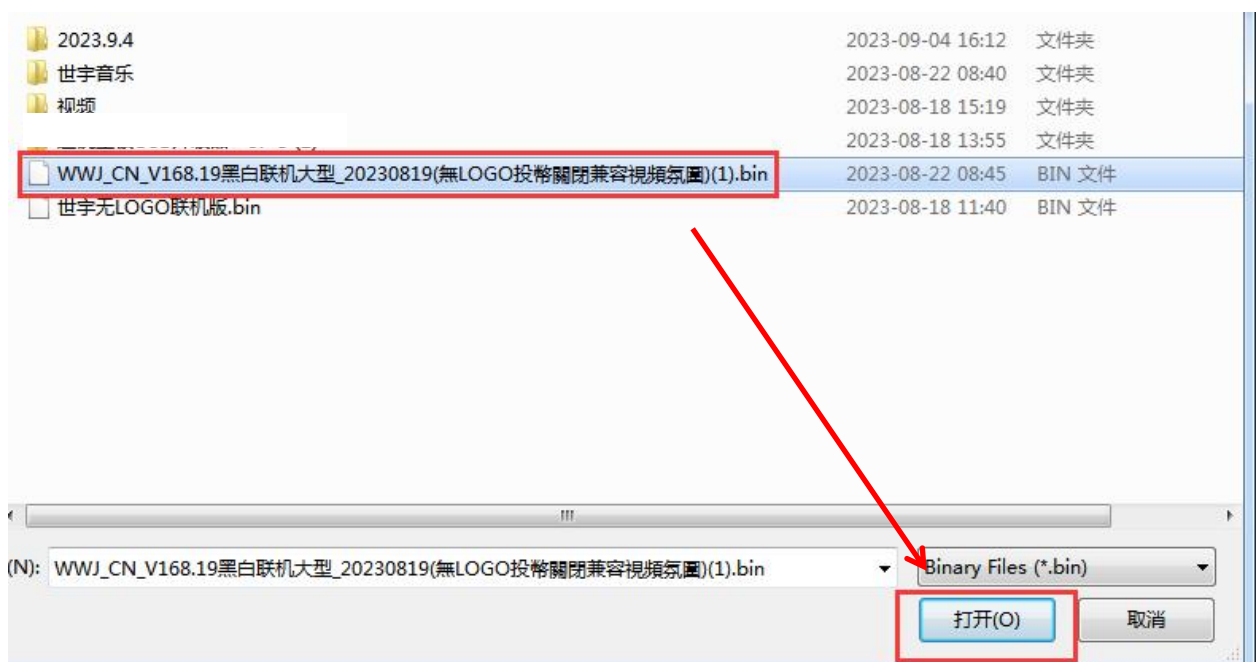 2023.9.4 2023-09-04 16:12 文件夹
世宇音乐 2023-08-22 08:40 文件夹
视频 2023-08-18 15:19 文件夹
2023-08-18 13:55 文件夹
WWJ_CN_V168.19黑白联机大型_20230819(無LOGO投幣關閉兼容視頻氛圍)(1).bin 2023-08-22 08:45 BIN 文件
世宇无LOGO联机版.bin 2023-08-18 11:40 BIN 文件
(N): WWJ_CN_V168.19黑白联机大型_20230819(無LOGO投幣關閉兼容視頻氛圍)(1).bin Binary Files (*.bin)
打开(O) 取消